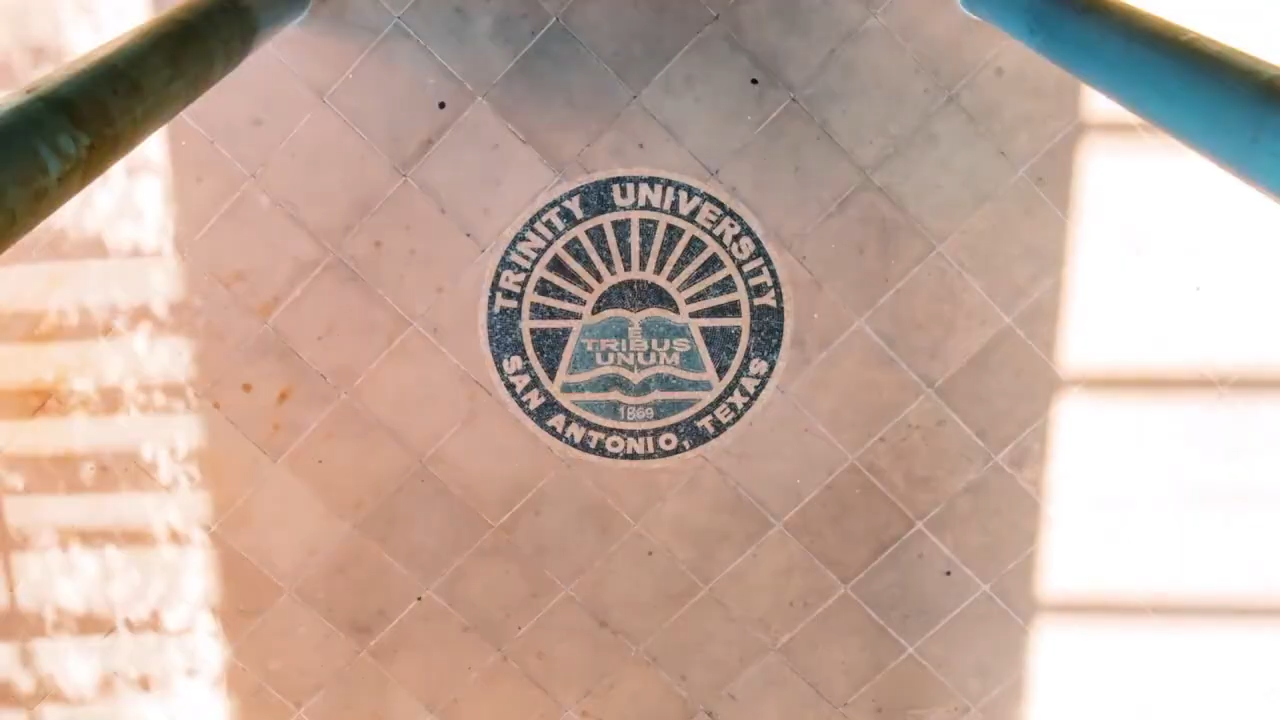 TRINITY UNIVERSITY
E
TRIBUS
UNUM
1869
SAN ANTONIO, TEXAS